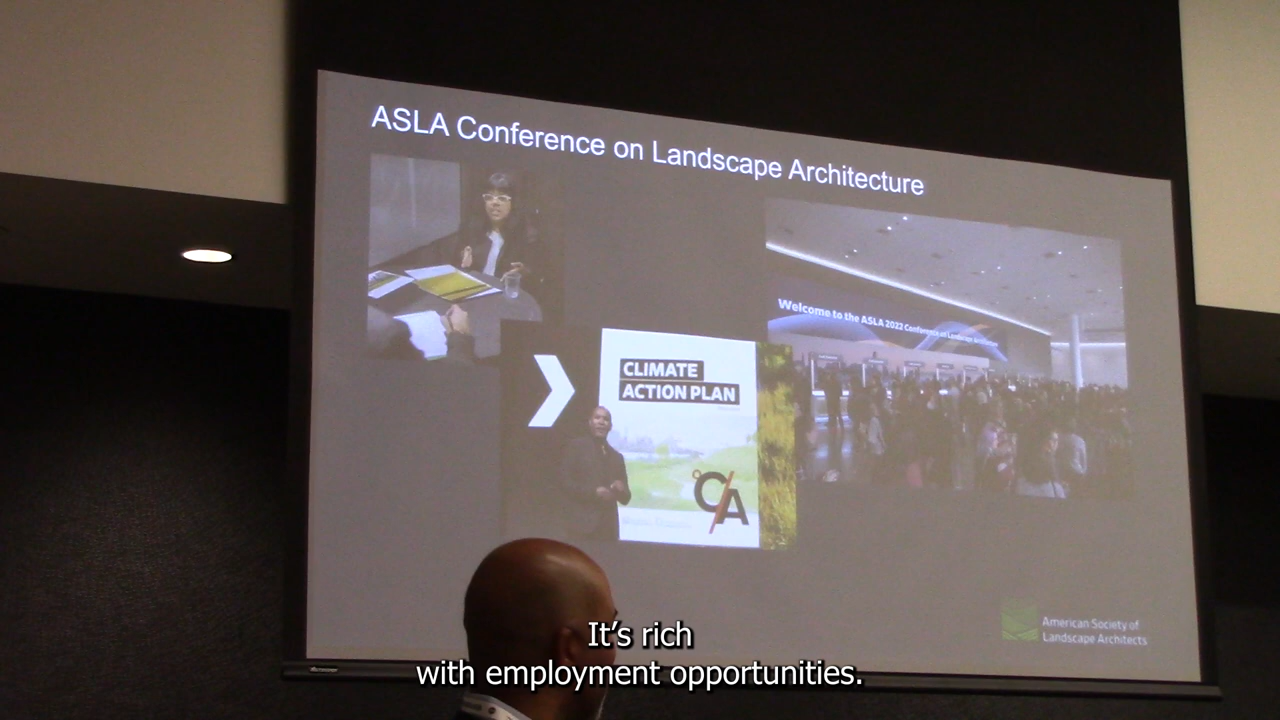 ASLA Conference on Landscape Architecture
Welcome to the ASLA 2022 Conference on Landscape Architecture
CLIMATE
ACTION PLAN
°C/A
American Society of
Landscape Architects
It's rich
with employment opportunities.